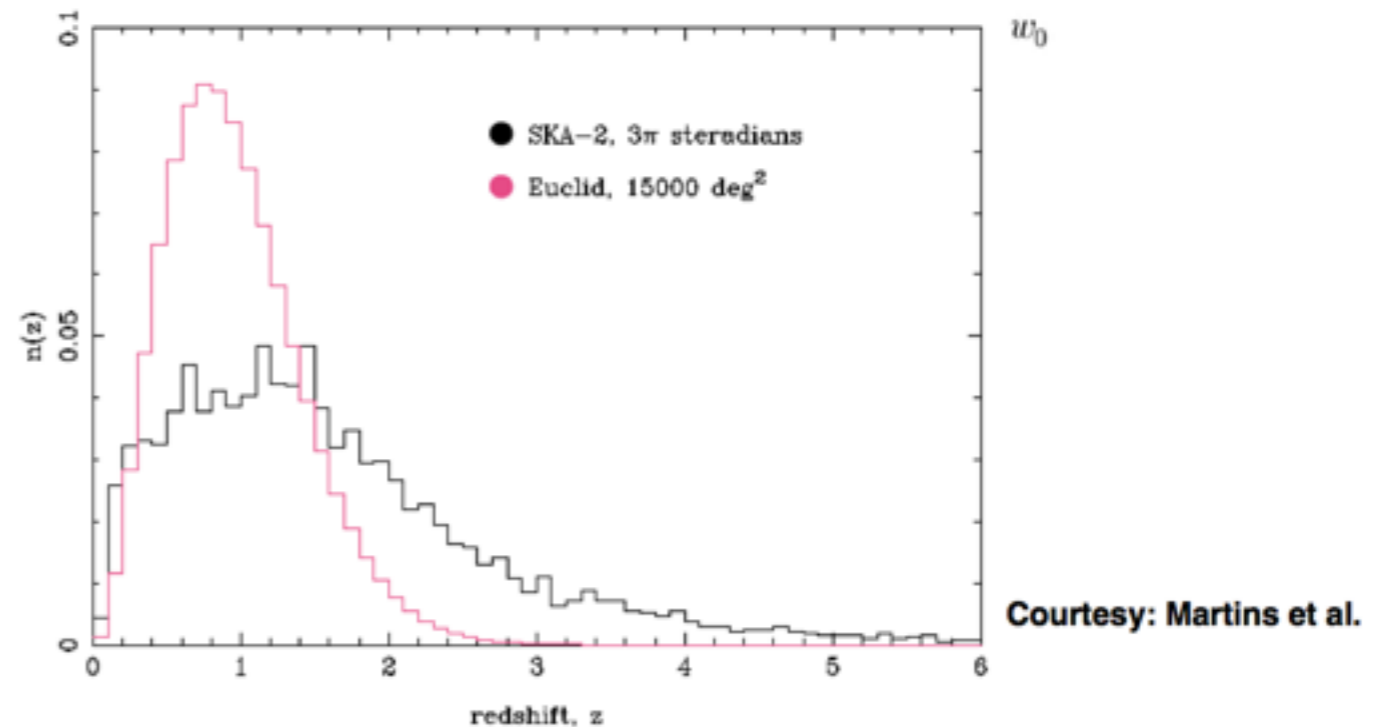 0.1
w₀
SKA-2, 3π steradians
Euclid, 15000 deg²
n(z)
0.05
Courtesy: Martins et al.
0
0 1 2 3 4 5 6
redshift, z